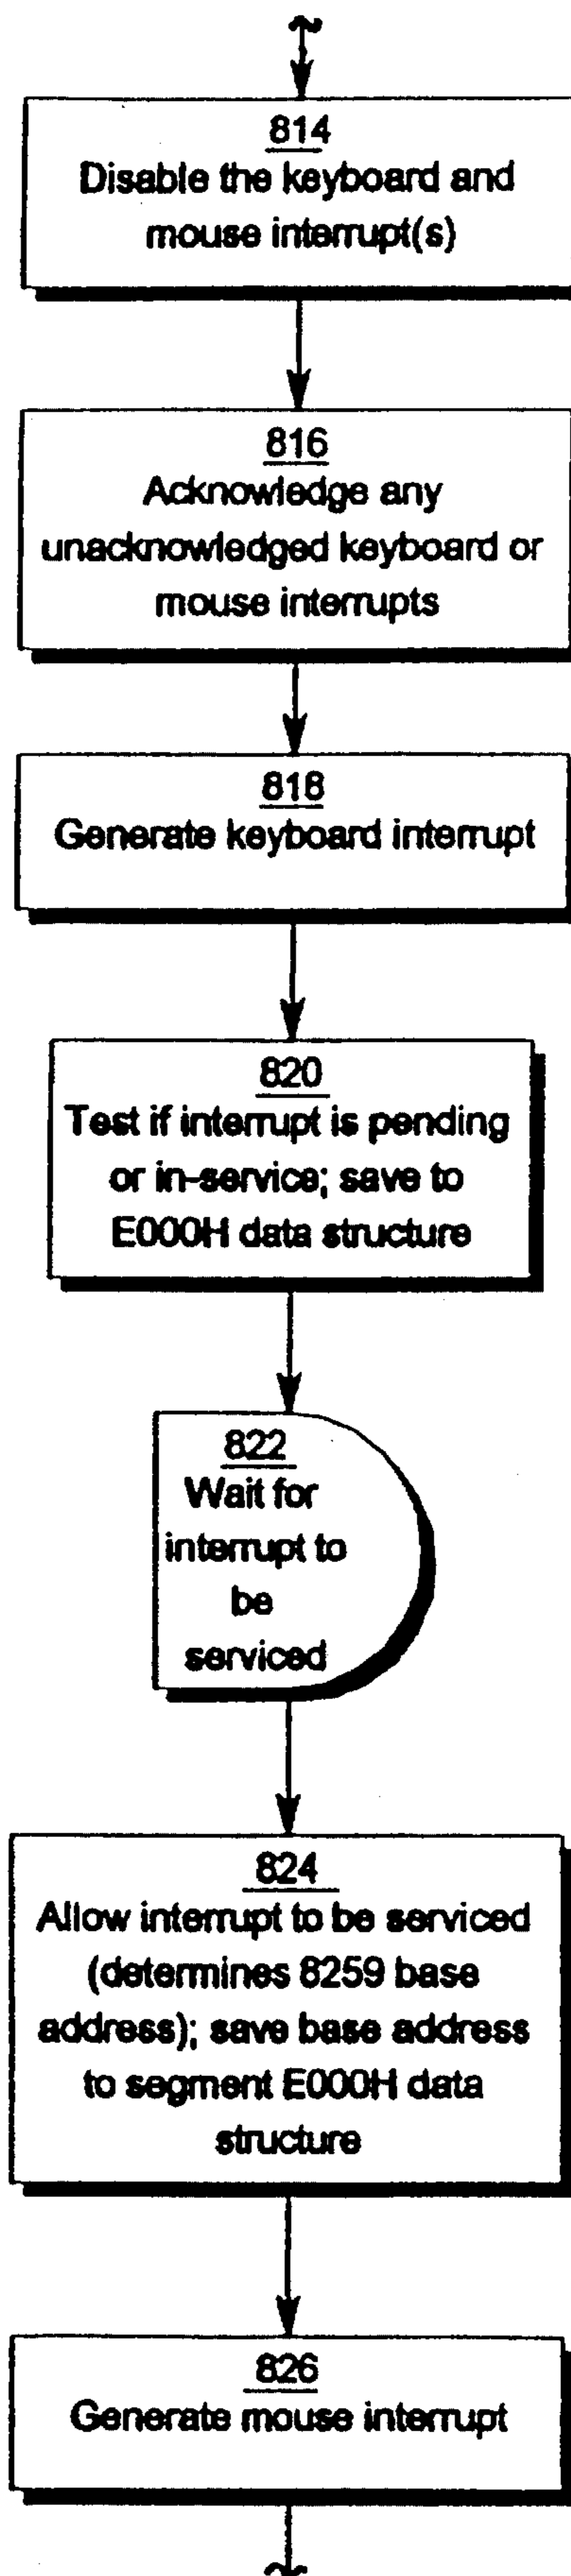 814
Disable the keyboard and
mouse interrupt(s)
816
Acknowledge any
unacknowledged keyboard or
mouse interrupts
818
Generate keyboard interrupt
820
Test if interrupt is pending
or in-service; save to
E000H data structure
822
Wait for
interrupt to
be
serviced
824
Allow interrupt to be serviced
(determines 8259 base
address); save base address
to segment E000H data
structure
826
Generate mouse interrupt